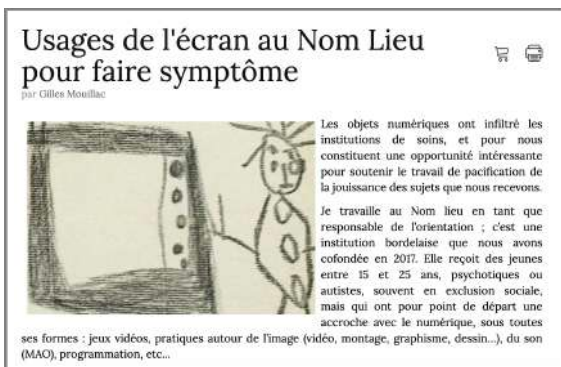 Usages de l'écran au Nom Lieu
pour faire symptôme
par Gilles Mouillac
Les objets numériques ont infiltré les
institutions de soins, et pour nous
constituent une opportunité intéressante
pour soutenir le travail de pacification de
la jouissance des sujets que nous recevons.
Je travaille au Nom lieu en tant que
responsable de l'orientation ; c'est une
institution bordelaise que nous avons
cofondée en 2017. Elle reçoit des jeunes
entre 15 et 25 ans, psychotiques ou
autistes, souvent en exclusion sociale,
mais qui ont pour point de départ une
accroche avec le numérique, sous toutes
ses formes : jeux vidéos, pratiques autour de l'image (vidéo, montage, graphisme, dessin...), du son
(MAO), programmation, etc...